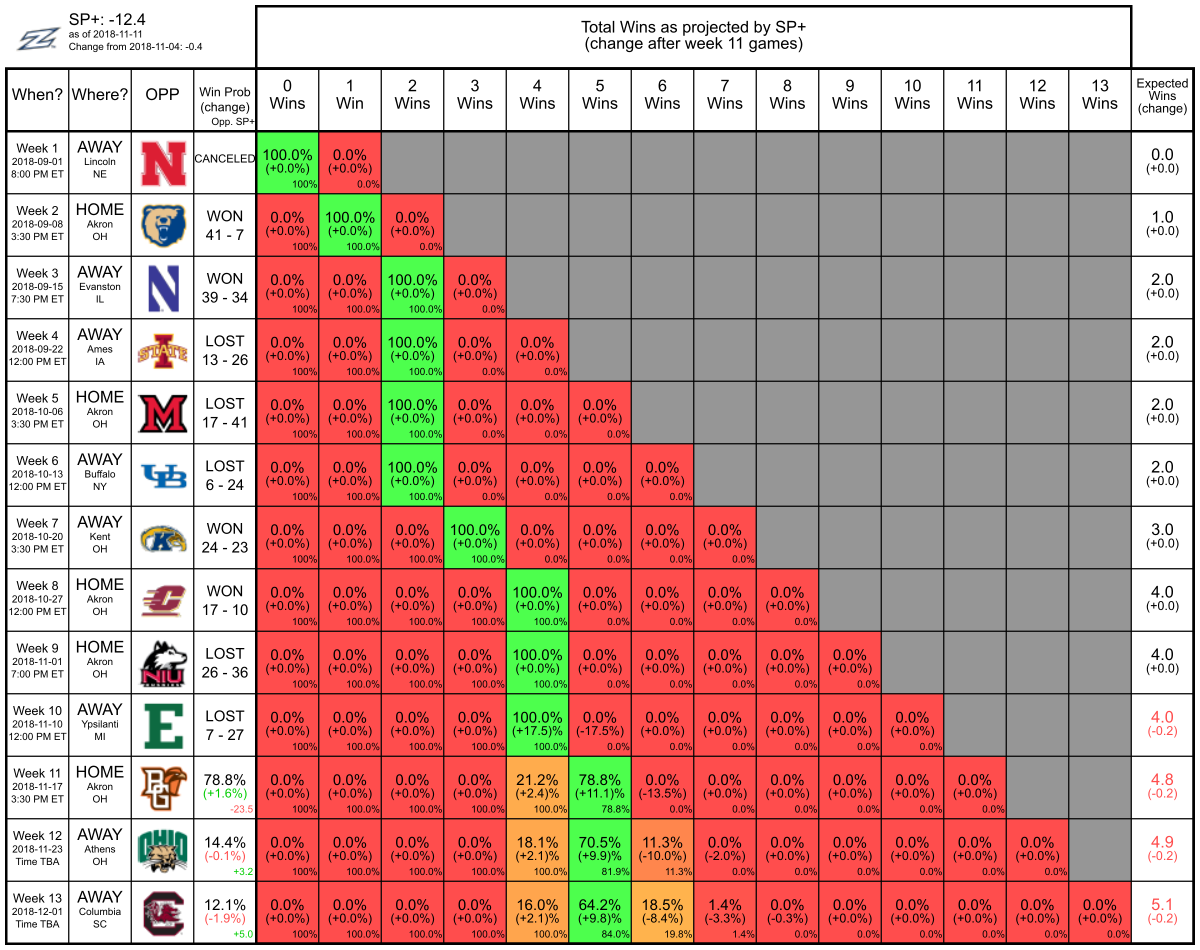 SP+: -12.4
as of 2018-11-11
Change from 2018-11-04: -0.4
Total Wins as projected by SP+
(change after week 11 games)
When? Where? OPP Win Prob (change) Opp. SP+ 0 Wins 1 Win 2 Wins 3 Wins 4 Wins 5 Wins 6 Wins 7 Wins 8 Wins 9 Wins 10 Wins 11 Wins 12 Wins 13 Wins Expected Wins (change)
Week 1 AWAY
2018-09-01 Lincoln N CANCELED 100.0% 0.0% 0.0
8:00 PM ET NE (+0.0%) (+0.0%) (+0.0)
100% 0.0%
Week 2 HOME WON 0.0% 100.0% 0.0% 1.0
2018-09-08 Akron 41 - 7 (+0.0%) (+0.0%) (+0.0%) (+0.0)
3:30 PM ET OH 100% 100.0% 0.0%
Week 3 AWAY N WON 0.0% 0.0% 100.0% 0.0% 2.0
2018-09-15 Evanston 39 - 34 (+0.0%) (+0.0%) (+0.0%) (+0.0%) (+0.0)
7:30 PM ET IL 100% 100.0% 100.0% 0.0%
Week 4 AWAY I STATE LOST 0.0% 0.0% 100.0% 0.0% 0.0% 2.0
2018-09-22 Ames 13 - 26 (+0.0%) (+0.0%) (+0.0%) (+0.0%) (+0.0%) (+0.0)
12:00 PM ET IA 100% 100.0% 100.0% 0.0% 0.0%
Week 5 HOME M LOST 0.0% 0.0% 100.0% 0.0% 0.0% 0.0% 2.0
2018-10-06 Akron 17 - 41 (+0.0%) (+0.0%) (+0.0%) (+0.0%) (+0.0%) (+0.0%) (+0.0)
3:30 PM ET OH 100% 100.0% 100.0% 0.0% 0.0% 0.0%
Week 6 AWAY UB LOST 0.0% 0.0% 100.0% 0.0% 0.0% 0.0% 0.0% 2.0
2018-10-13 Buffalo 6 - 24 (+0.0%) (+0.0%) (+0.0%) (+0.0%) (+0.0%) (+0.0%) (+0.0%) (+0.0)
12:00 PM ET NY 100% 100.0% 100.0% 0.0% 0.0% 0.0% 0.0%
Week 7 AWAY K WON 0.0% 0.0% 0.0% 100.0% 0.0% 0.0% 0.0% 0.0% 3.0
2018-10-20 Kent 24 - 23 (+0.0%) (+0.0%) (+0.0%) (+0.0%) (+0.0%) (+0.0%) (+0.0%) (+0.0%) (+0.0)
3:30 PM ET OH 100% 100.0% 100.0% 100.0% 0.0% 0.0% 0.0% 0.0%
Week 8 HOME C WON 0.0% 0.0% 0.0% 0.0% 100.0% 0.0% 0.0% 0.0% 0.0% 4.0
2018-10-27 Akron 17 - 10 (+0.0%) (+0.0%) (+0.0%) (+0.0%) (+0.0%) (+0.0%) (+0.0%) (+0.0%) (+0.0%) (+0.0)
12:00 PM ET OH 100% 100.0% 100.0% 100.0% 100.0% 0.0% 0.0% 0.0% 0.0%
Week 9 HOME NIU LOST 0.0% 0.0% 0.0% 0.0% 100.0% 0.0% 0.0% 0.0% 0.0% 0.0% 4.0
2018-11-01 Akron 26 - 36 (+0.0%) (+0.0%) (+0.0%) (+0.0%) (+0.0%) (+0.0%) (+0.0%) (+0.0%) (+0.0%) (+0.0%) (+0.0)
7:00 PM ET OH 100% 100.0% 100.0% 100.0% 100.0% 0.0% 0.0% 0.0% 0.0% 0.0%
Week 10 AWAY E LOST 0.0% 0.0% 0.0% 0.0% 100.0% 0.0% 0.0% 0.0% 0.0% 0.0% 0.0% 4.0
2018-11-10 Ypsilanti 7 - 27 (+0.0%) (+0.0%) (+0.0%) (+0.0%) (+17.5)% (-17.5%) (+0.0%) (+0.0%) (+0.0%) (+0.0%) (+0.0%) (-0.2)
12:00 PM ET MI 100% 100.0% 100.0% 100.0% 100.0% 0.0% 0.0% 0.0% 0.0% 0.0% 0.0%
Week 11 HOME BG 78.8% 0.0% 0.0% 0.0% 0.0% 21.2% 78.8% 0.0% 0.0% 0.0% 0.0% 0.0% 0.0% 4.8
2018-11-17 Akron (+1.6%) (+0.0%) (+0.0%) (+0.0%) (+0.0%) (+2.4)% (+11.1)% (-13.5%) (+0.0%) (+0.0%) (+0.0%) (+0.0%) (+0.0%) (-0.2)
3:30 PM ET OH -23.5 100% 100.0% 100.0% 100.0% 100.0% 78.8% 0.0% 0.0% 0.0% 0.0% 0.0% 0.0%
Week 12 AWAY OHIO 14.4% 0.0% 0.0% 0.0% 0.0% 18.1% 70.5% 11.3% 0.0% 0.0% 0.0% 0.0% 0.0% 0.0% 4.9
2018-11-23 Athens (-0.1%) (+0.0%) (+0.0%) (+0.0%) (+0.0%) (+2.1)% (+9.9)% (-10.0%) (-2.0%) (+0.0%) (+0.0%) (+0.0%) (+0.0%) (+0.0%) (-0.2)
Time TBA OH +3.2 100% 100.0% 100.0% 100.0% 100.0% 81.9% 11.3% 0.0% 0.0% 0.0% 0.0% 0.0% 0.0%
Week 13 AWAY C 12.1% 0.0% 0.0% 0.0% 0.0% 16.0% 64.2% 18.5% 1.4% 0.0% 0.0% 0.0% 0.0% 0.0% 0.0% 5.1
2018-12-01 Columbia (-1.9%) (+0.0%) (+0.0%) (+0.0%) (+0.0%) (+2.1)% (+9.8)% (-8.4%) (-3.3%) (-0.3%) (+0.0%) (+0.0%) (+0.0%) (+0.0%) (+0.0%) (-0.2)
Time TBA SC +5.0 100% 100.0% 100.0% 100.0% 100.0% 84.0% 19.8% 1.4% 0.0% 0.0% 0.0% 0.0% 0.0% 0.0%